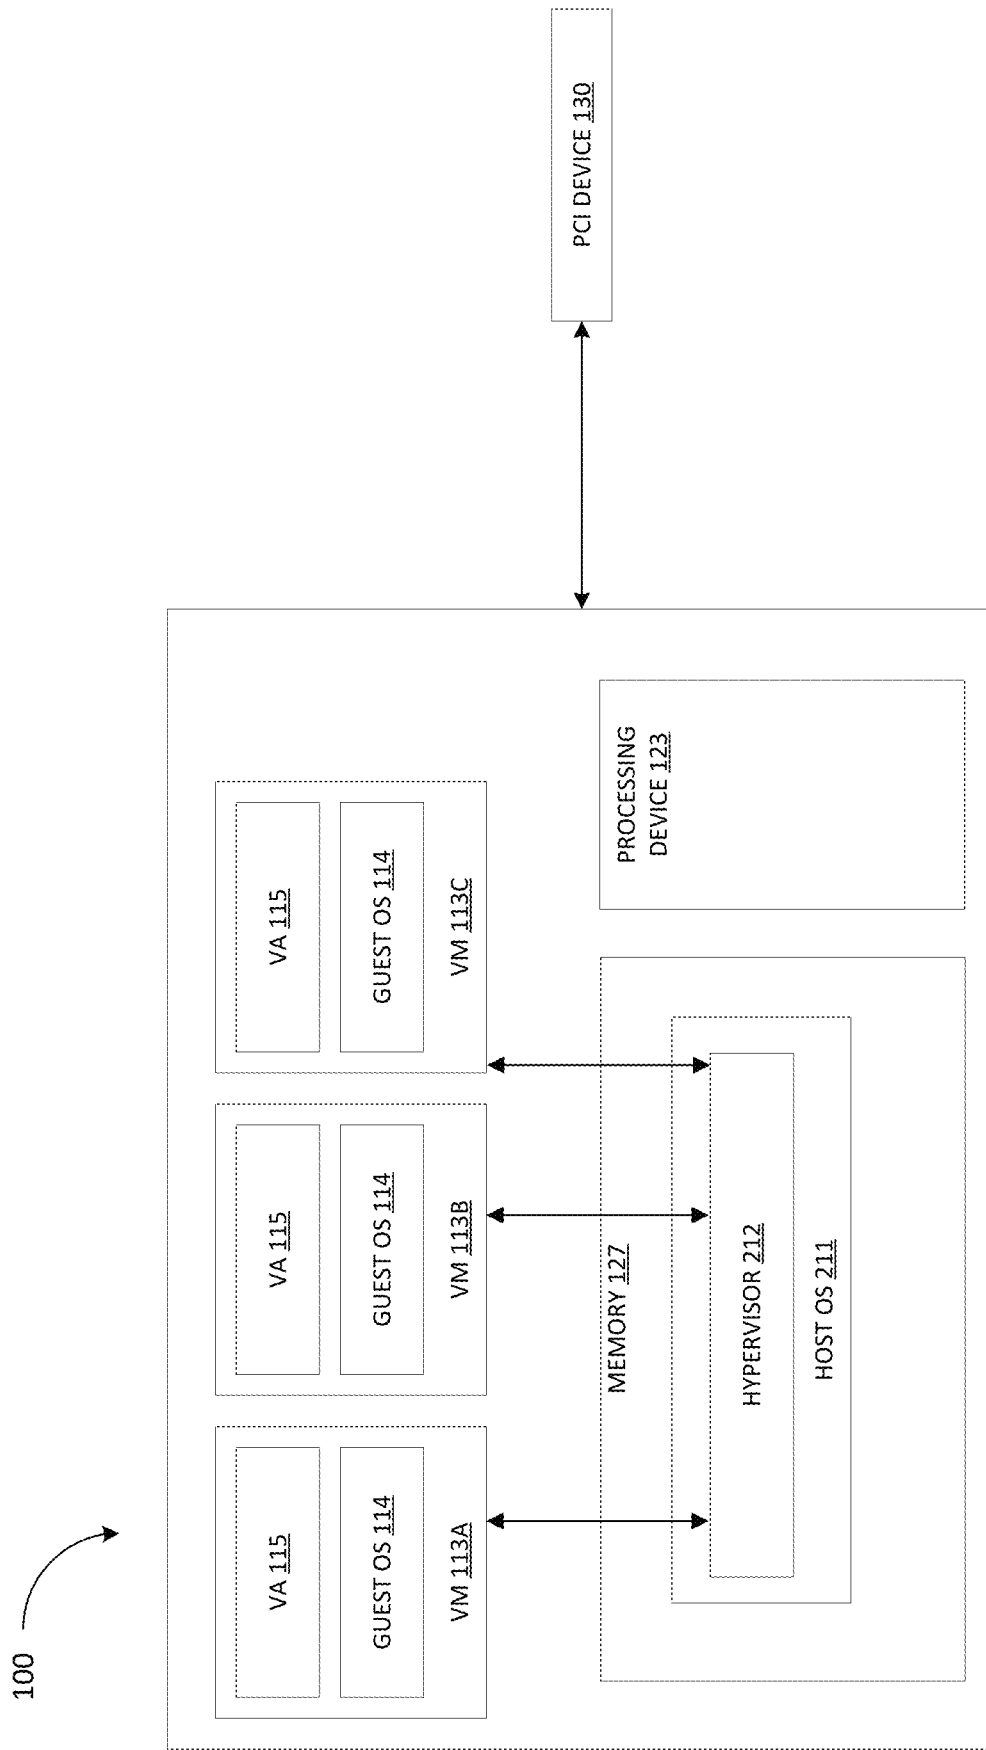 100
VA 115
GUEST OS 114
VM 113A
VA 115
GUEST OS 114
VM 113B
VA 115
GUEST OS 114
VM 113C
MEMORY 127
HYPERVISOR 212
HOST OS 211
PROCESSING
DEVICE 123
PCI DEVICE 130